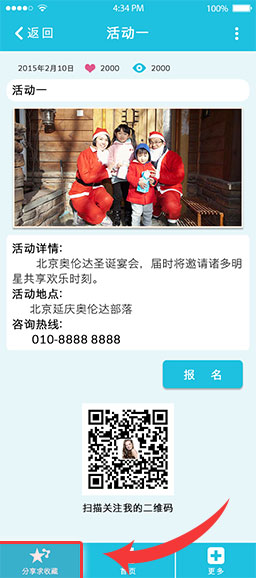 4:34 PM 100%
返回 活动一
2015年2月10日 2000 2000
活动一
活动详情:
北京奥伦达圣诞宴会，届时将邀请诸多明
星共享欢乐时刻。
活动地点:
北京延庆奥伦达部落
咨询热线:
010-8888 8888
报 名
扫描关注我的二维码
分享求收藏 更多